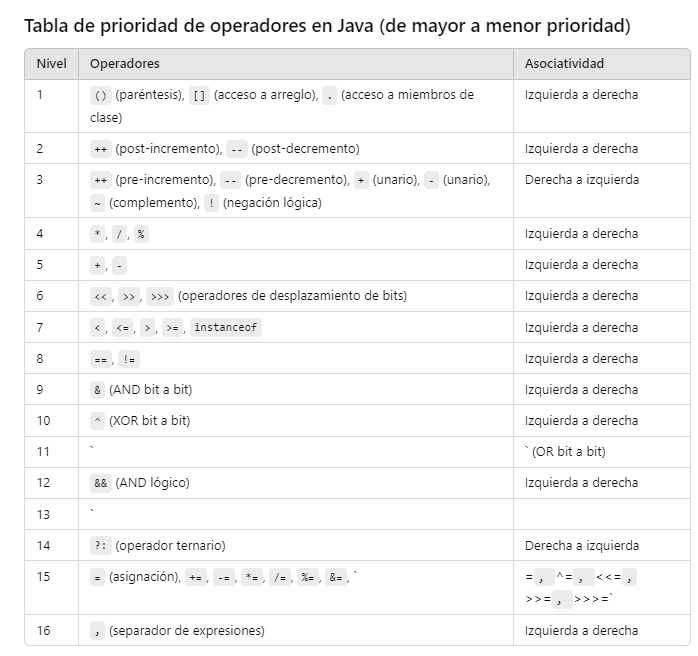 Tabla de prioridad de operadores en Java (de mayor a menor prioridad)
Nivel Operadores Asociatividad
1 () (paréntesis), [] (acceso a arreglo), . (acceso a miembros de Izquierda a derecha
clase)
2 ++ (post-incremento), -- (post-decremento) Izquierda a derecha
3 ++ (pre-incremento), -- (pre-decremento), + (unario), - (unario), Derecha a izquierda
~ (complemento), ! (negación lógica)
4 *, /, % Izquierda a derecha
5 +, - Izquierda a derecha
6 <<, >>, >>> (operadores de desplazamiento de bits) Izquierda a derecha
7 <, <=, >, >=, instanceof Izquierda a derecha
8 ==, != Izquierda a derecha
9 & (AND bit a bit) Izquierda a derecha
10 ^ (XOR bit a bit) Izquierda a derecha
11 ` ` (OR bit a bit)
12 && (AND lógico) Izquierda a derecha
13 `
14 ?: (operador ternario) Derecha a izquierda
15 = (asignación), +=, -=, *=, /=, %=, &=, ` =, ^=, <<=,
>>=, >>>=`
16 , (separador de expresiones) Izquierda a derecha